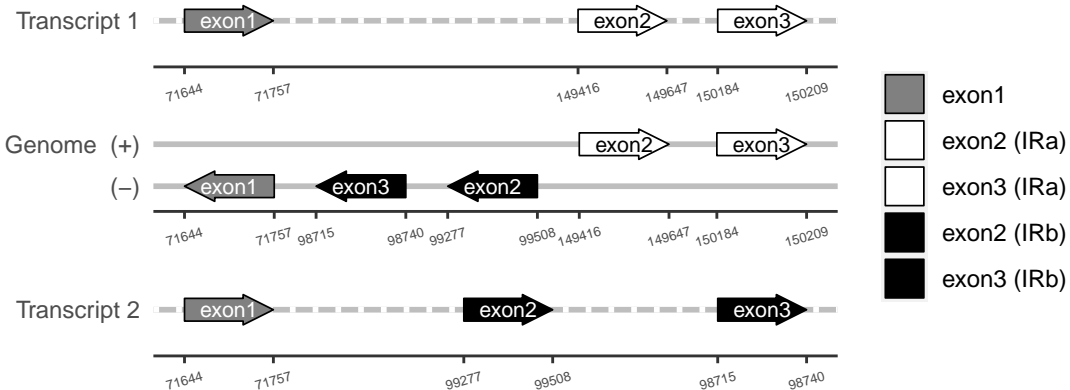 Transcript 1 exon1 exon2 exon3
71644 71757 149416 149647 150184 150209
Genome (+) exon2 exon3
(−) exon1 exon3 exon2
71644 71757 98715 98740 99277 99508 149416 149647 150184 150209
Transcript 2 exon1 exon2 exon3
71644 71757 99277 99508 98715 98740
exon1
exon2 (IRa)
exon3 (IRa)
exon2 (IRb)
exon3 (IRb)